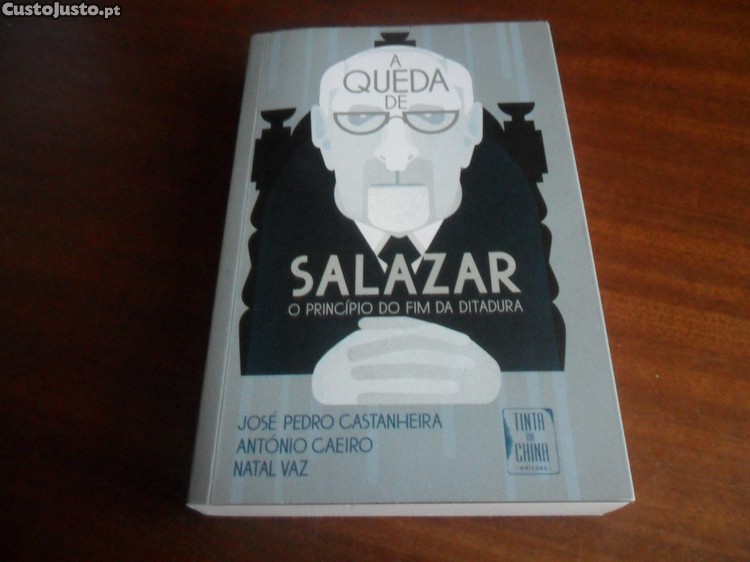 CustoJusto.pt
A
QUEDA
DE
SALAZAR
O PRINCÍPIO DO FIM DA DITADURA
JOSÉ PEDRO CASTANHEIRA
ANTÓNIO CAEIRO
NATAL VAZ
TINTA
DA
CHINA
EDIÇÕES